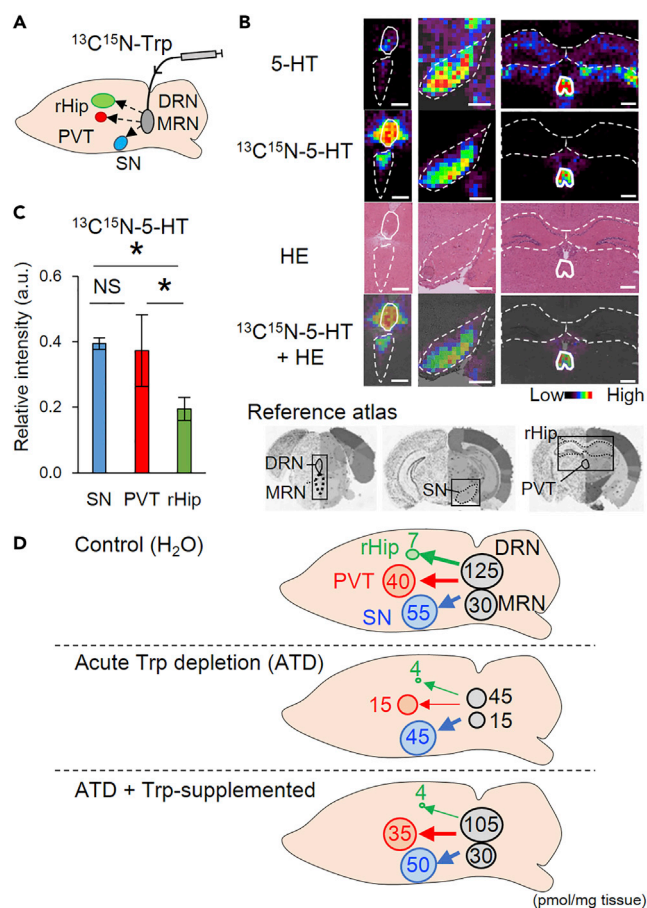 A
¹³C¹⁵N-Trp
rHip
DRN
PVT
MRN
SN
B
5-HT
¹³C¹⁵N-5-HT
HE
¹³C¹⁵N-5-HT
+ HE
Low High
Reference atlas
DRN
MRN
SN
rHip
PVT
C
¹³C¹⁵N-5-HT
Relative intensity (a.u.)
0.6
0.4
0.2
0.0
NS
*
*
SN PVT rHip
D
Control (H₂O)
rHip
7
DRN
PVT
40
125
SN
55
30
MRN
Acute Trp depletion (ATD)
4
15
45
45
15
ATD + Trp-supplemented
4
35
105
50
30
(pmol/mg tissue)